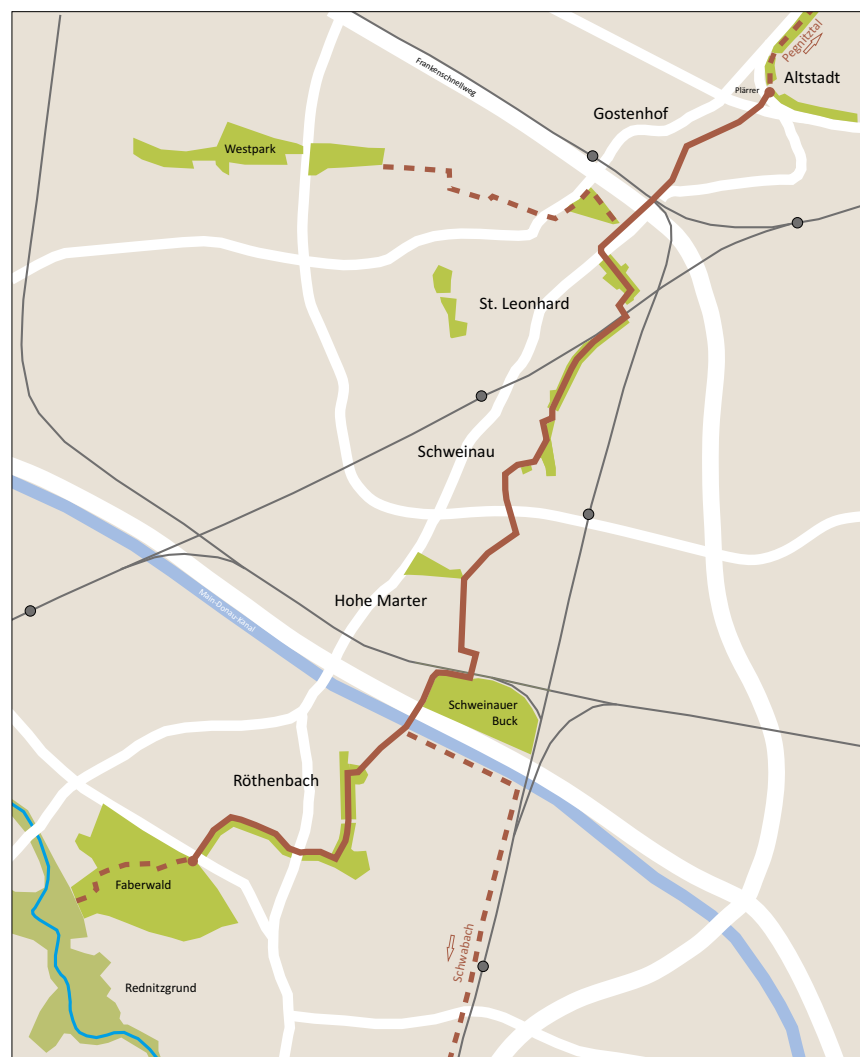 Pegnitztal
Altstadt
Plärrer
Frankenschnellweg
Gostenhof
Westpark
St. Leonhard
Schweinau
Hohe Marter
Main-Donau-Kanal
Schweinauer
Buck
Röthenbach
Faberwald
Schwabach
Rednitzgrund